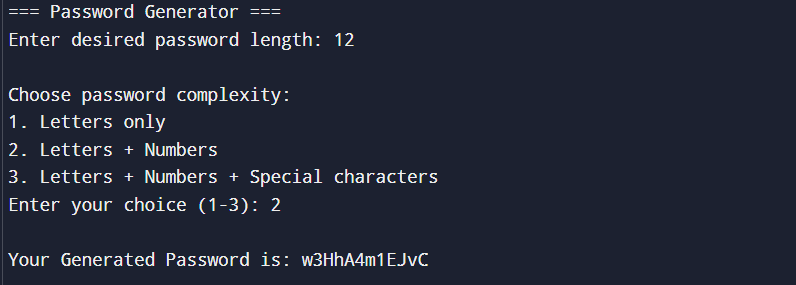 === Password Generator ===
Enter desired password length: 12
Choose password complexity:
1. Letters only
2. Letters + Numbers
3. Letters + Numbers + Special characters
Enter your choice (1-3): 2
Your Generated Password is: w3HhA4m1EJvC